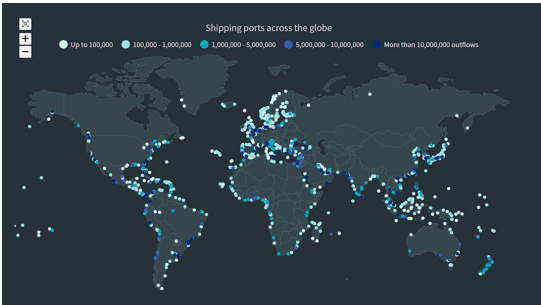 Shipping ports across the globe
Up to 100,000 100,000 - 1,000,000 1,000,000 - 5,000,000 5,000,000 - 10,000,000 More than 10,000,000 outflows
+
−